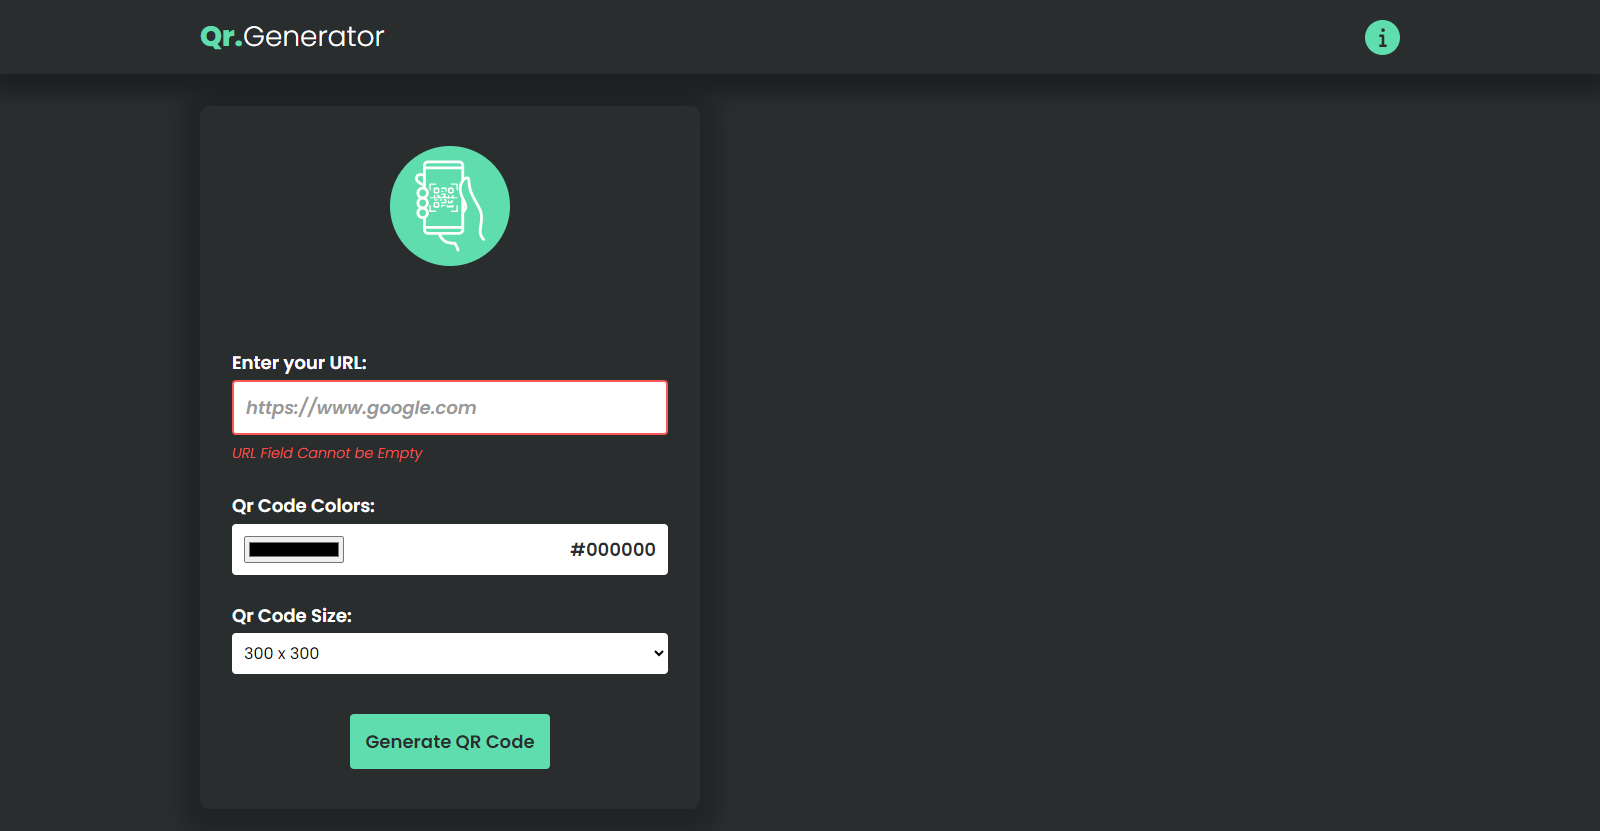 Qr.Generator
Enter your URL:
https://www.google.com
URL Field Cannot be Empty
Qr Code Colors:
#000000
Qr Code Size:
300 x 300
Generate QR Code